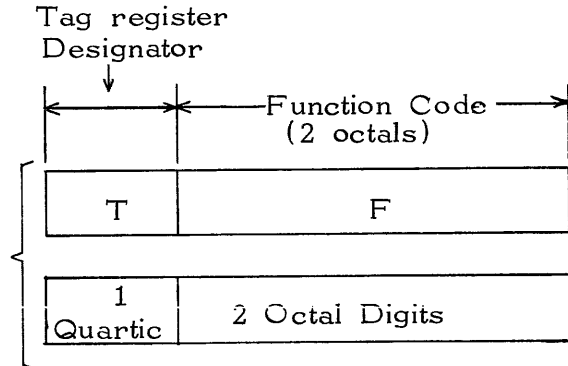 Tag register
Designator
Function Code
(2 octals)
T F
1
Quartic 2 Octal Digits